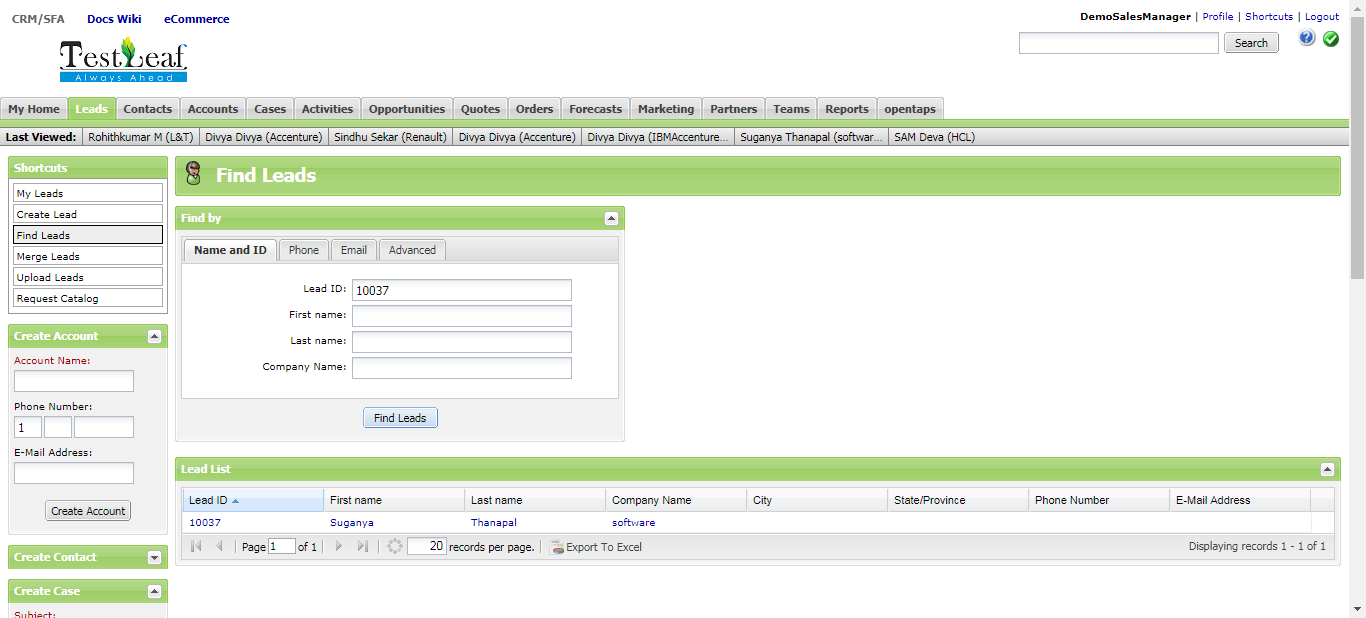 CRM/SFA Docs Wiki eCommerce
DemoSalesManager | Profile | Shortcuts | Logout
TestLeaf
Always Ahead
Search
My Home Leads Contacts Accounts Cases Activities Opportunities Quotes Orders Forecasts Marketing Partners Teams Reports opentaps
Last Viewed: Rohithkumar M (L&T) Divya Divya (Accenture) Sindhu Sekar (Renault) Divya Divya (Accenture) Divya Divya (IBMAccenture... Suganya Thanapal (softwar... SAM Deva (HCL)
Shortcuts
My Leads
Create Lead
Find Leads
Merge Leads
Upload Leads
Request Catalog
Create Account
Account Name:
Phone Number:
1
E-Mail Address:
Create Account
Create Contact
Create Case
Subject:
Find Leads
Find by
Name and ID Phone Email Advanced
Lead ID: 10037
First name:
Last name:
Company Name:
Find Leads
Lead List
Lead ID First name Last name Company Name City State/Province Phone Number E-Mail Address
10037 Suganya Thanapal software
Page 1 of 1 20 records per page. Export To Excel Displaying records 1 - 1 of 1